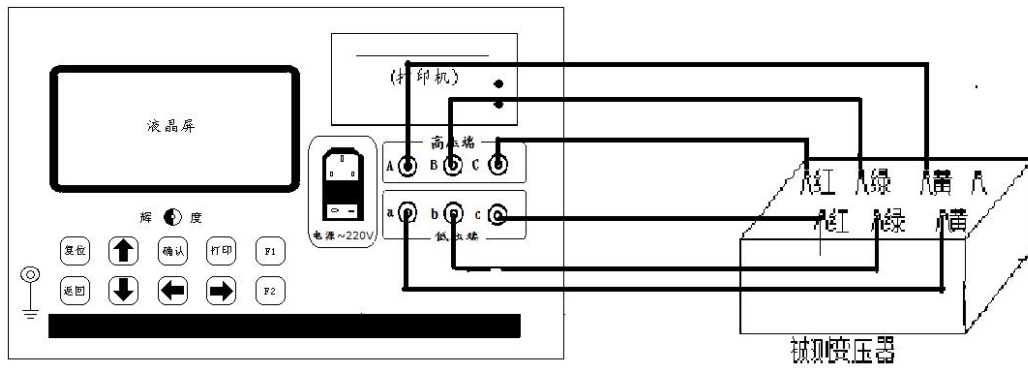 (打印机)
液晶屏
高压端
A B C
a b c
低压端
电源~220V
辉 度
复位 确认 打印 F1
返回 F2
红 绿 黄
红 绿 黄
被测变压器